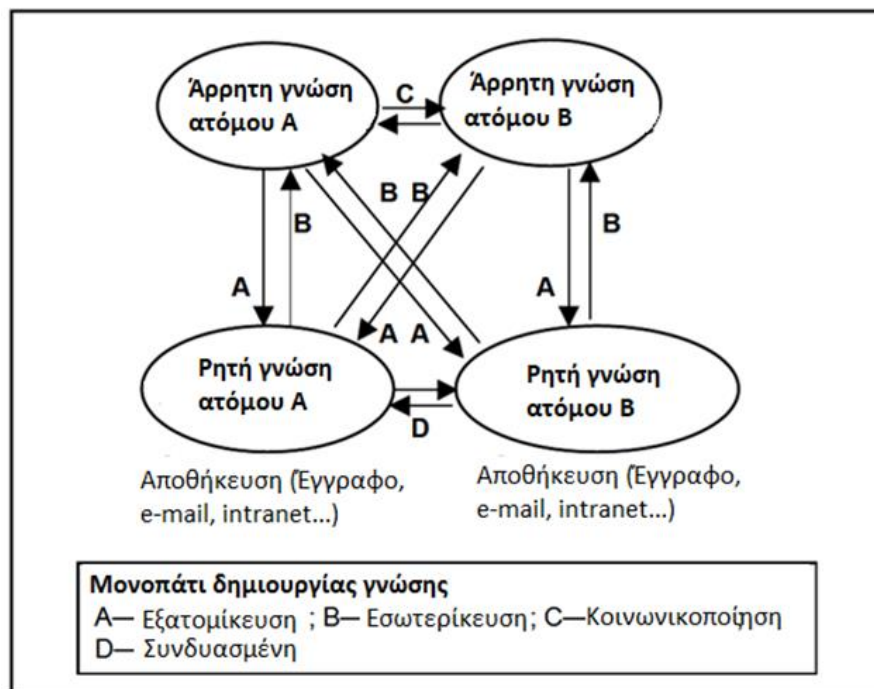 Άρρητη γνώση
ατόμου Α
C
Άρρητη γνώση
ατόμου Β
B B
B
B
A
A
A A
Ρητή γνώση
ατόμου Α
D
Ρητή γνώση
ατόμου Β
Αποθήκευση (Έγγραφο,
e-mail, intranet...)
Αποθήκευση (Έγγραφο,
e-mail, intranet...)
Μονοπάτι δημιουργίας γνώσης
A— Εξατομίκευση ; B— Εσωτερίκευση; C—Κοινωνικοποίηση
D— Συνδυασμένη